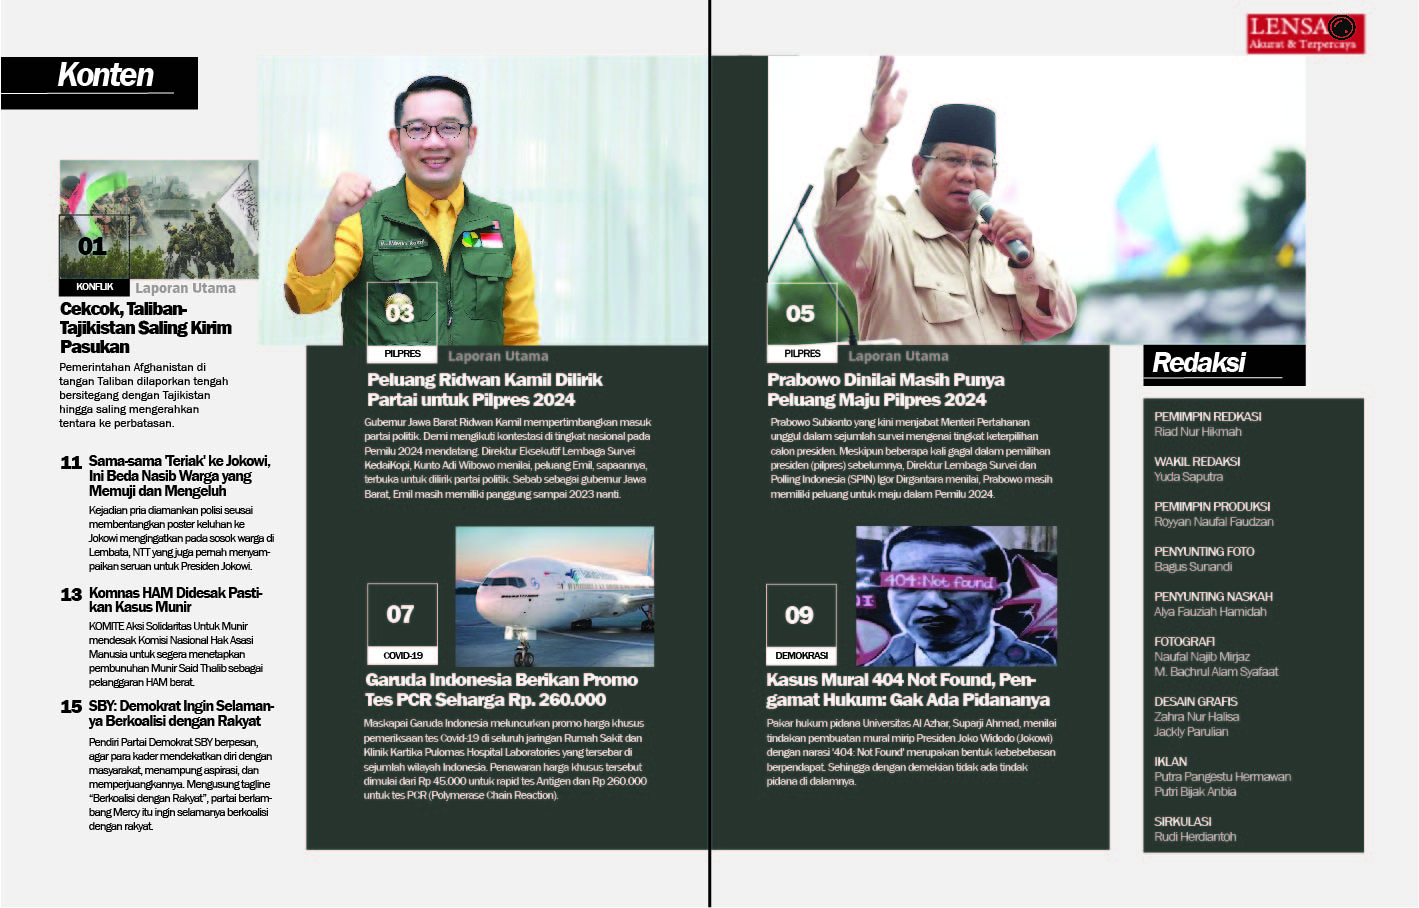 LENSA
Akurat & Terpercaya
Konten
01
KONFLIK
Laporan Utama
Cekcok, Taliban-
Tajikistan Saling Kirim
Pasukan
Pemerintahan Afghanistan di
tangan Taliban dilaporkan tengah
bersitegang dengan Tajikistan
hingga saling mengerahkan
tentara ke perbatasan.
11 Sama-sama 'Teriak' ke Jokowi,
Ini Beda Nasib Warga yang
Memuji dan Mengeluh
Kejadian pria diamankan polisi seusai
membentangkan poster keluhan ke
Jokowi mengingatkan pada sosok warga di
Lembata, NTT yang juga pernah menyam-
paikan seruan untuk Presiden Jokowi.
13 Komnas HAM Didesak Pasti-
kan Kasus Munir
KOMITE Aksi Solidaritas Untuk Munir
mendesak Komisi Nasional Hak Asasi
Manusia untuk segera menetapkan
pembunuhan Munir Said Thalib sebagai
pelanggaran HAM berat.
15 SBY: Demokrat Ingin Selaman-
ya Berkoalisi dengan Rakyat
Pendiri Partai Demokrat SBY berpesan,
agar para kader mendekatkan diri dengan
masyarakat, menampung aspirasi, dan
memperjuangkannya. Mengusung tagline
“Berkoalisi dengan Rakyat”, partai berlam-
bang Mercy itu ingin selamanya berkoalisi
dengan rakyat.
03
PILPRES
Laporan Utama
Peluang Ridwan Kamil Dilirik
Partai untuk Pilpres 2024
Gubernur Jawa Barat Ridwan Kamil mempertimbangkan masuk
partai politik. Demi mengikuti kontestasi di tingkat nasional pada
Pemilu 2024 mendatang. Direktur Eksekutif Lembaga Survei
KedaiKopi, Kunto Adi Wibowo menilai, peluang Emil, sapaannya,
terbuka untuk dilirik partai politik. Sebab sebagai gubernur Jawa
Barat, Emil masih memiliki panggung sampai 2023 nanti.
07
COVID-19
Garuda Indonesia Berikan Promo
Tes PCR Seharga Rp. 260.000
Maskapai Garuda Indonesia meluncurkan promo harga khusus
pemeriksaan tes Covid-19 di seluruh jaringan Rumah Sakit dan
Klinik Kartika Pulomas Hospital Laboratories yang tersebar di
sejumlah wilayah Indonesia. Penawaran harga khusus tersebut
dimulai dari Rp 45.000 untuk rapid tes Antigen dan Rp 260.000
untuk tes PCR (Polymerase Chain Reaction).
05
PILPRES
Laporan Utama
Prabowo Dinilai Masih Punya
Peluang Maju Pilpres 2024
Prabowo Subianto yang kini menjabat Menteri Pertahanan
unggul dalam sejumlah survei mengenai tingkat keterpilihan
calon presiden. Meskipun beberapa kali gagal dalam pemilihan
presiden (pilpres) sebelumnya, Direktur Lembaga Survei dan
Polling Indonesia (SPIN) Igor Dirgantara menilai, Prabowo masih
memiliki peluang untuk maju dalam Pemilu 2024.
404:Not Found
09
DEMOKRASI
Kasus Mural 404 Not Found, Pen-
gamat Hukum: Gak Ada Pidananya
Pakar hukum pidana Universitas Al Azhar, Suparji Ahmad, menilai
tindakan pembuatan mural mirip Presiden Joko Widodo (Jokowi)
dengan narasi '404: Not Found' merupakan bentuk kebebebasan
berpendapat. Sehingga dengan demekian tidak ada tindak
pidana di dalamnya.
Redaksi
PEMIMPIN REDKASI
Riad Nur Hikmah
WAKIL REDAKSI
Yuda Saputra
PEMIMPIN PRODUKSI
Royyan Naufal Faudzan
PENYUNTING FOTO
Bagus Sunandi
PENYUNTING NASKAH
Alya Fauziah Hamidah
FOTOGRAFI
Naufal Najib Mirjaz
M. Bachrul Alam Syafaat
DESAIN GRAFIS
Zahra Nur Halisa
Jackly Parulian
IKLAN
Putra Pangestu Hermawan
Putri Bijak Anbia
SIRKULASI
Rudi Herdiantoh